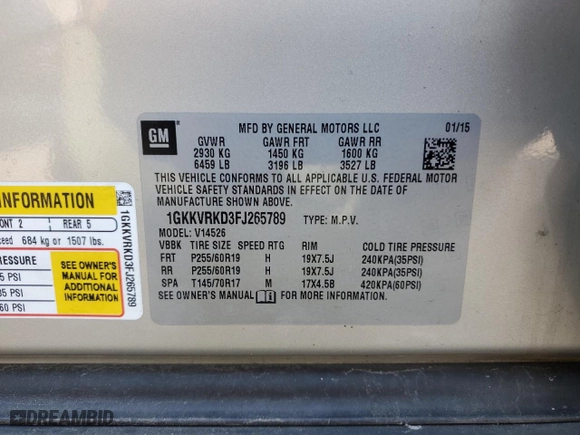 GM
MFD BY GENERAL MOTORS LLC 01/15
GVWR GAWR FRT GAWR RR
2930 KG 1450 KG 1600 KG
6459 LB 3196 LB 3527 LB
THIS VEHICLE CONFORMS TO ALL APPLICABLE U.S. FEDERAL MOTOR
VEHICLE SAFETY STANDARDS IN EFFECT ON THE DATE OF
MANUFACTURE SHOWN ABOVE.
1GKKVRKD3FJ265789 TYPE: M.P.V.
MODEL: V14526
VBBK TIRE SIZE SPEED RTG RIM COLD TIRE PRESSURE
FRT P255/60R19 H 19X7.5J 240KPA(35PSI)
RR P255/60R19 H 19X7.5J 240KPA(35PSI)
SPA T145/70R17 M 17X4.5B 420KPA(60PSI)
SEE OWNER'S MANUAL FOR MORE INFORMATION.
INFORMATION
ONT 2 REAR 5
ceed 684 kg or 1507 lbs.
5 PSI
35 PSI
60 PSI
SEE OWNER'S
MANUAL FOR
ADDITIONAL
INFORMATION
1GKKVRKD3FJ265789
DREAMBID